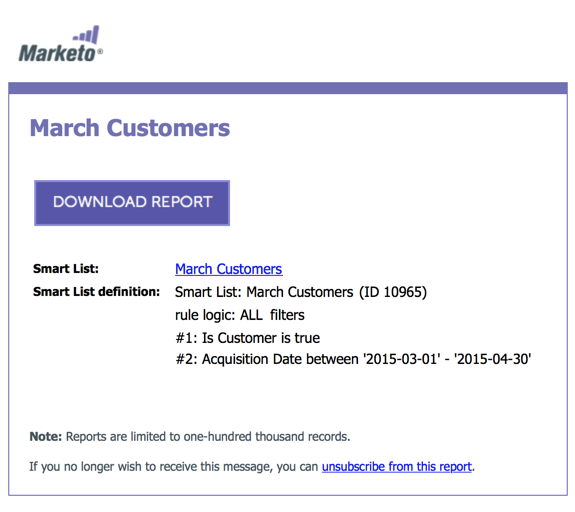 Marketo®
March Customers
DOWNLOAD REPORT
Smart List: March Customers
Smart List definition: Smart List: March Customers (ID 10965)
rule logic: ALL filters
#1: Is Customer is true
#2: Acquisition Date between '2015-03-01' - '2015-04-30'
Note: Reports are limited to one-hundred thousand records.
If you no longer wish to receive this message, you can unsubscribe from this report.